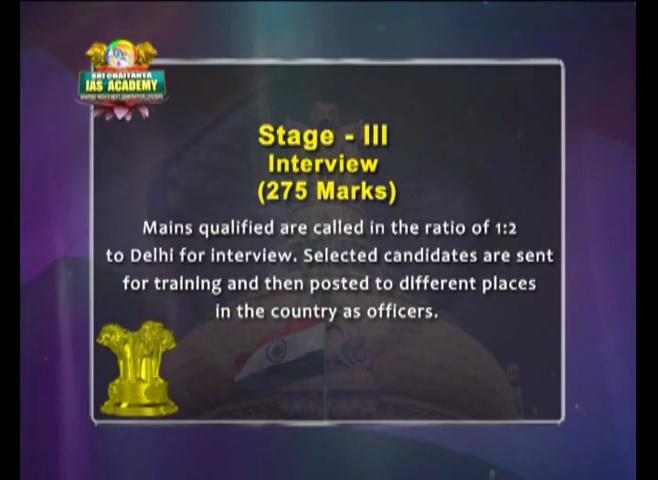 SRI CHAITANYA
IAS ACADEMY
Stage - III
Interview
(275 Marks)
Mains qualified are called in the ratio of 1:2
to Delhi for interview. Selected candidates are sent
for training and then posted to different places
in the country as officers.